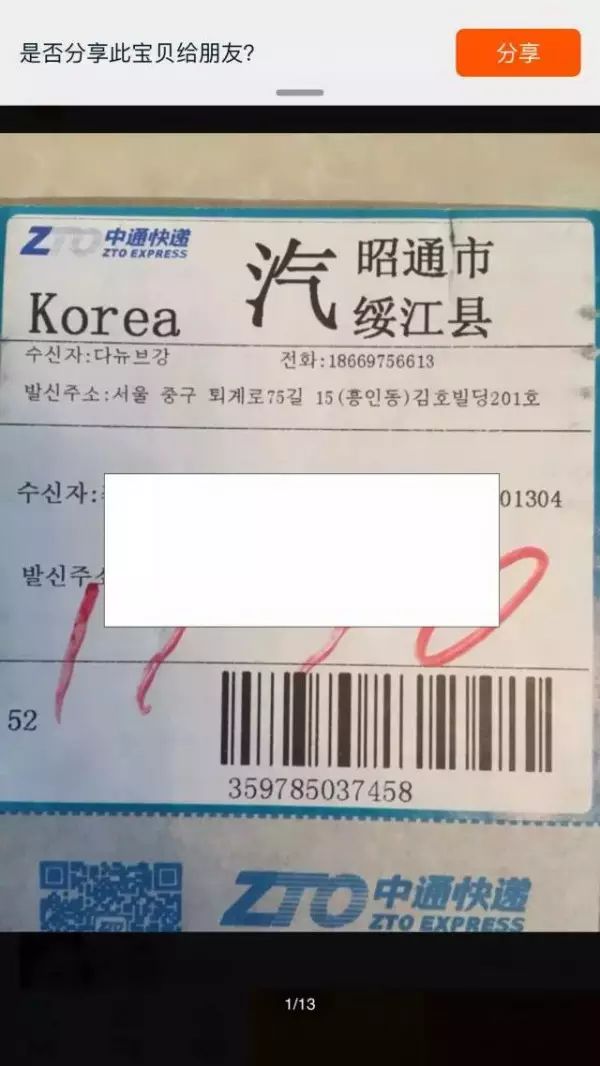 是否分享此宝贝给朋友?
分享
ZTO 中通快递
ZTO EXPRESS
Korea
汽
昭通市
绥江县
수신자:다뉴브강 전화:18669756613
발신주소:서울 중구 퇴계로75길 15(흥인동)김호빌딩201호
수신자: 01304
발신주소
52
359785037458
ZTO 中通快递
ZTO EXPRESS
1/13